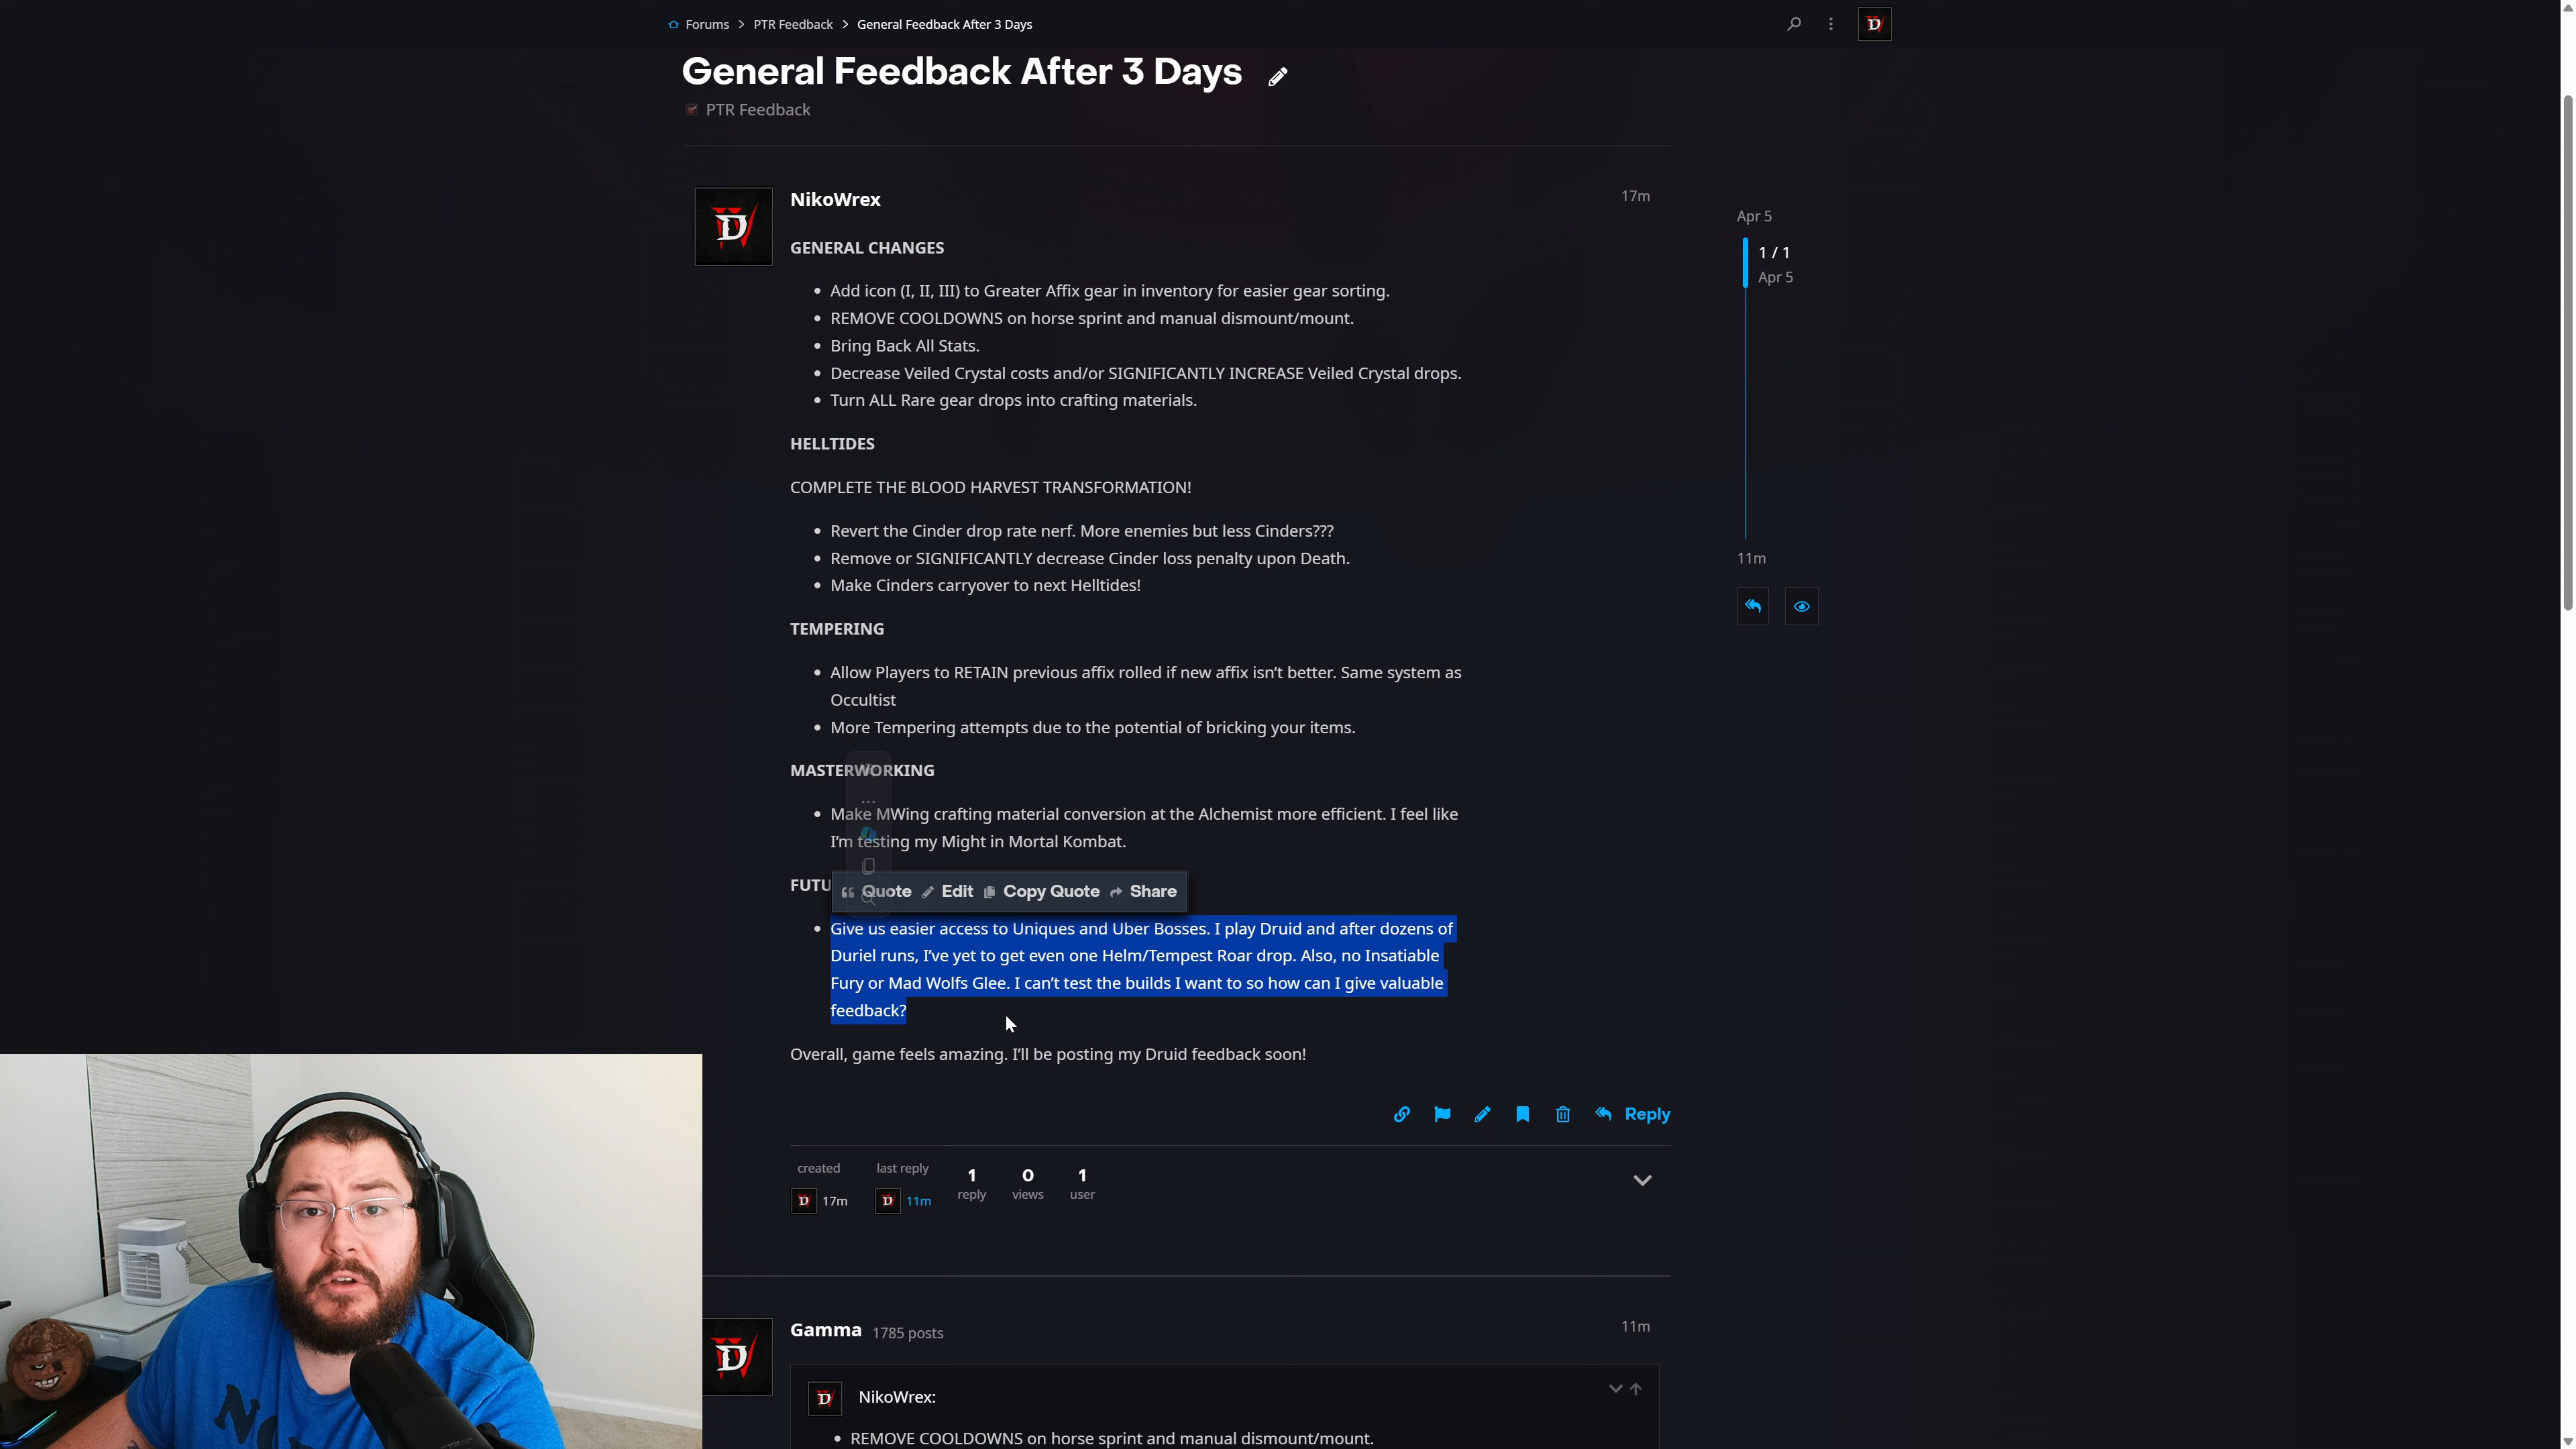 Forums > PTR Feedback > General Feedback After 3 Days
General Feedback After 3 Days
PTR Feedback
NikoWrex
17m
GENERAL CHANGES
• Add icon (I, II, III) to Greater Affix gear in inventory for easier gear sorting.
• REMOVE COOLDOWNS on horse sprint and manual dismount/mount.
• Bring Back All Stats.
• Decrease Veiled Crystal costs and/or SIGNIFICANTLY INCREASE Veiled Crystal drops.
• Turn ALL Rare gear drops into crafting materials.
HELLTIDES
COMPLETE THE BLOOD HARVEST TRANSFORMATION!
• Revert the Cinder drop rate nerf. More enemies but less Cinders???
• Remove or SIGNIFICANTLY decrease Cinder loss penalty upon Death.
• Make Cinders carryover to next Helltides!
TEMPERING
• Allow Players to RETAIN previous affix rolled if new affix isn't better. Same system as
Occultist
• More Tempering attempts due to the potential of bricking your items.
MASTERWORKING
• Make MWing crafting material conversion at the Alchemist more efficient. I feel like
I'm testing my Might in Mortal Kombat.
FUTU
Quote Edit Copy Quote Share
• Give us easier access to Uniques and Uber Bosses. I play Druid and after dozens of
Duriel runs, I've yet to get even one Helm/Tempest Roar drop. Also, no Insatiable
Fury or Mad Wolfs Glee. I can't test the builds I want to so how can I give valuable
feedback?
Overall, game feels amazing. I'll be posting my Druid feedback soon!
Reply
created last reply 1 0 1
17m 11m reply views user
Gamma 1785 posts
11m
NikoWrex:
• REMOVE COOLDOWNS on horse sprint and manual dismount/mount.
Apr 5
1 / 1
Apr 5
11m